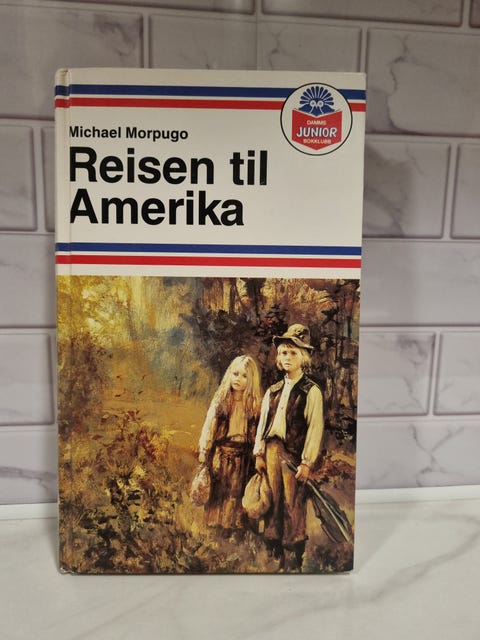 Michael Morpugo
Reisen til
Amerika
DAMMS
JUNIOR
BOKKLUBB